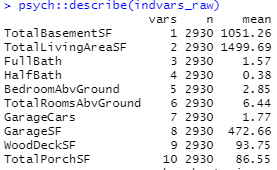 > psych::describe(indvars_raw)
vars n mean
TotalBasementSF 1 2930 1051.26
TotalLivingAreaSF 2 2930 1499.69
FullBath 3 2930 1.57
HalfBath 4 2930 0.38
BedroomAbvGround 5 2930 2.85
TotalRoomsAbvGround 6 2930 6.44
GarageCars 7 2930 1.77
GarageSF 8 2930 472.66
WoodDeckSF 9 2930 93.75
TotalPorchSF 10 2930 86.55